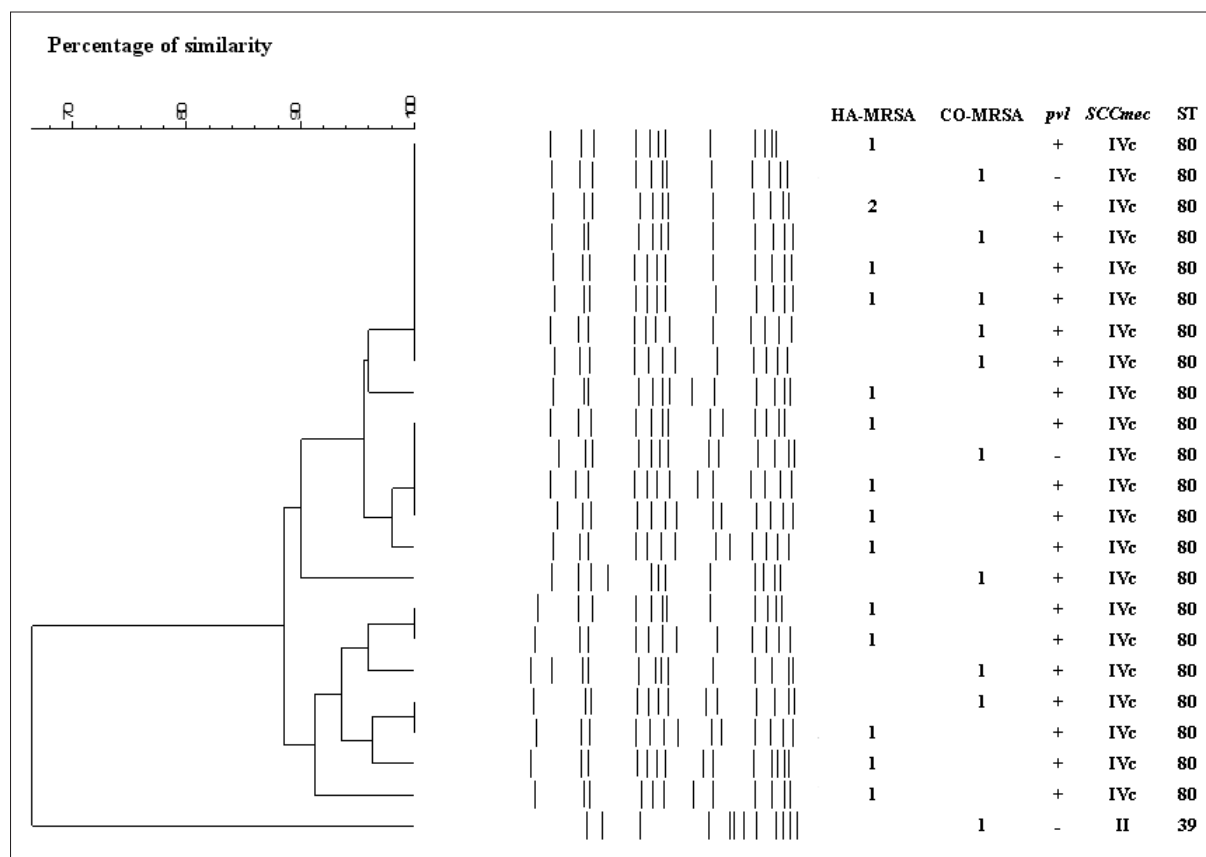 Percentage of similarity
70 80 90 100
HA-MRSA CO-MRSA pvl SCCmec ST
1 + IVc 80
1 - IVc 80
2 + IVc 80
1 + IVc 80
1 + IVc 80
1 1 + IVc 80
1 + IVc 80
1 + IVc 80
1 + IVc 80
1 + IVc 80
1 - IVc 80
1 + IVc 80
1 + IVc 80
1 + IVc 80
1 + IVc 80
1 + IVc 80
1 + IVc 80
1 + IVc 80
1 + IVc 80
1 + IVc 80
1 + IVc 80
1 + IVc 80
1 - II 39